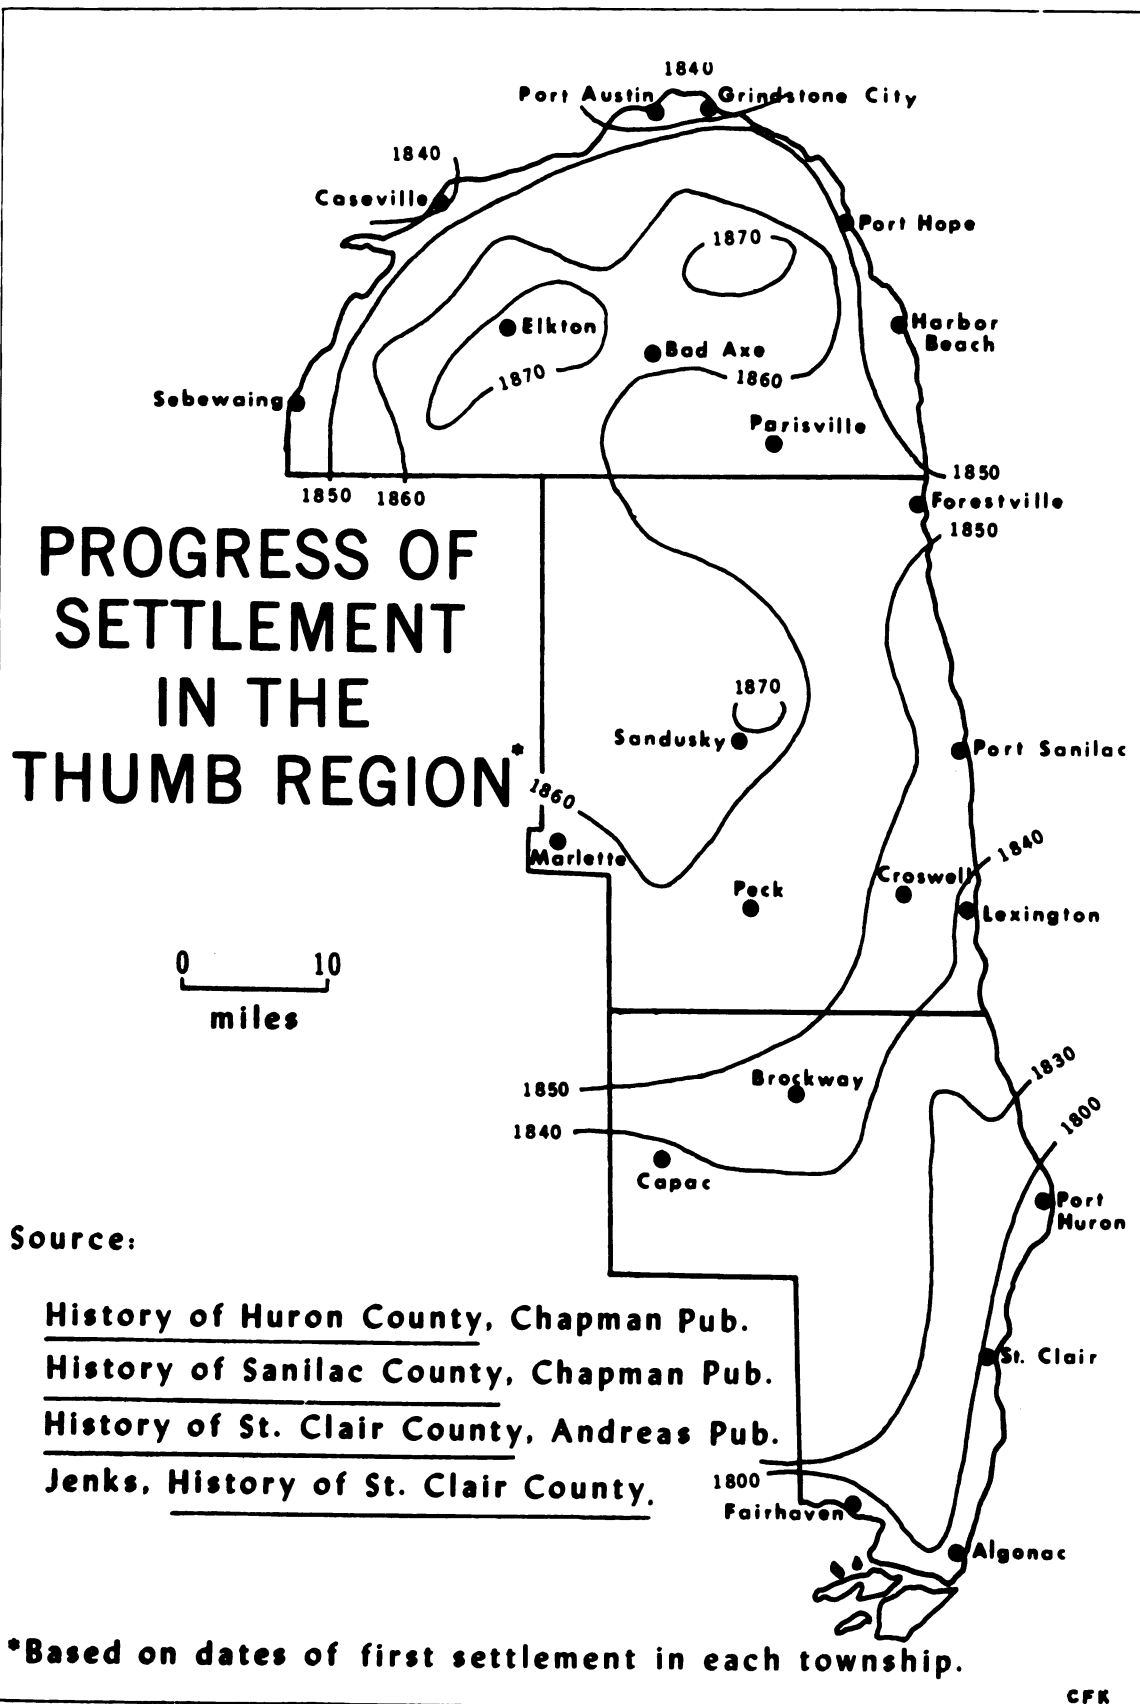 1840
Port Austin
Grindstone City
1840
Caseville
Port Hope
1870
Elkton
Harbor
Beach
Bad Axe
1870
1860
Sebewaing
Parisville
1850
1850
1860
Forestville
1850
PROGRESS OF
SETTLEMENT
IN THE
THUMB REGION*
1870
Sandusky
Port Sanilac
1860
Marlette
1840
Croswell
Peck
Lexington
0 10
miles
1830
Brockway
1850
1800
1840
Capac
Port
Huron
Source:
History of Huron County, Chapman Pub.
St. Clair
History of Sanilac County, Chapman Pub.
History of St. Clair County, Andreas Pub.
Jenks, History of St. Clair County.
1800
Fairhaven
Algonac
*Based on dates of first settlement in each township.
CFK